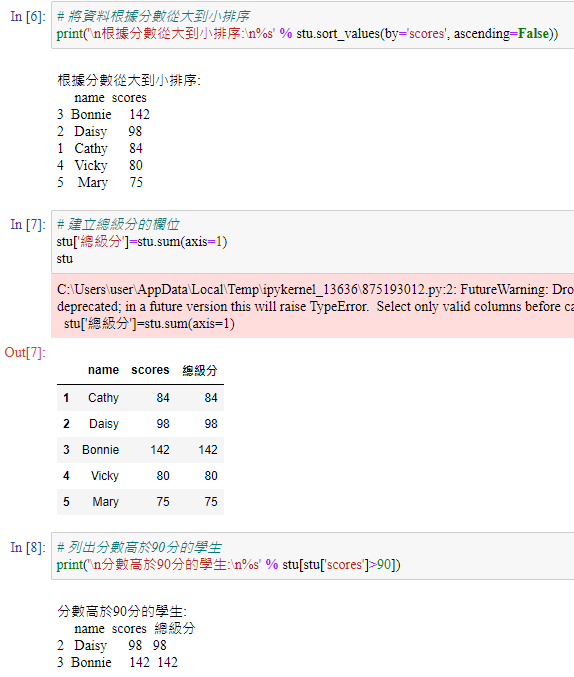 In [6]: # 將資料根據分數從大到小排序
print('\n根據分數從大到小排序:\n%s' % stu.sort_values(by='scores', ascending=False))
根據分數從大到小排序:
name scores
3 Bonnie 142
2 Daisy 98
1 Cathy 84
4 Vicky 80
5 Mary 75
In [7]: # 建立總級分的欄位
stu['總級分']=stu.sum(axis=1)
stu
C:\Users\user\AppData\Local\Temp\ipykernel_13636\875193012.py:2: FutureWarning: Dro
deprecated; in a future version this will raise TypeError. Select only valid columns before ca
stu['總級分']=stu.sum(axis=1)
Out[7]:
name scores 總級分
1 Cathy 84 84
2 Daisy 98 98
3 Bonnie 142 142
4 Vicky 80 80
5 Mary 75 75
In [8]: # 列出分數高於90分的學生
print('\n分數高於90分的學生:\n%s' % stu[stu['scores']>90])
分數高於90分的學生:
name scores 總級分
2 Daisy 98 98
3 Bonnie 142 142